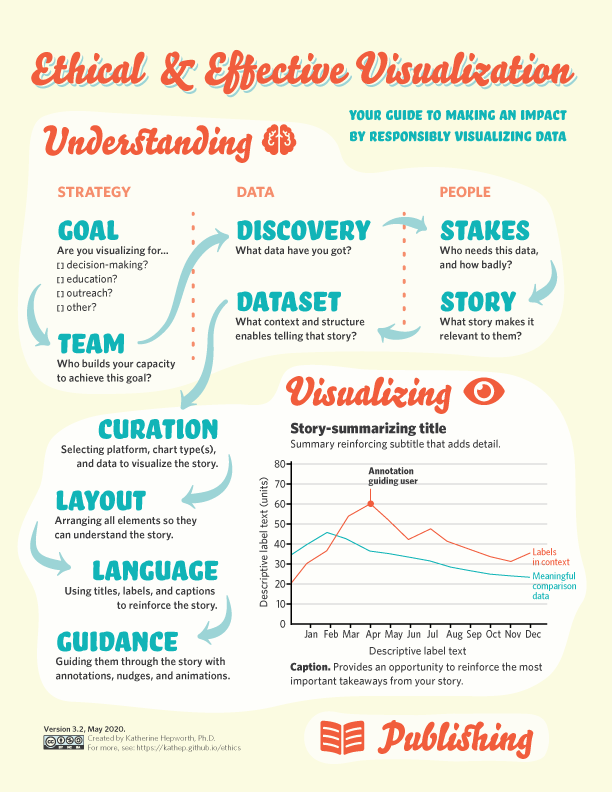 Ethical & Effective Visualization
YOUR GUIDE TO MAKING AN IMPACT
BY RESPONSIBLY VISUALIZING DATA
Understanding
STRATEGY
GOAL
Are you visualizing for...
[] decision-making?
[] education?
[] outreach?
[] other?
TEAM
Who builds your capacity
to achieve this goal?
DATA
DISCOVERY
What data have you got?
DATASET
What context and structure
enables telling that story?
PEOPLE
STAKES
Who needs this data,
and how badly?
STORY
What story makes it
relevant to them?
CURATION
Selecting platform, chart type(s),
and data to visualize the story.
LAYOUT
Arranging all elements so they
can understand the story.
LANGUAGE
Using titles, labels, and captions
to reinforce the story.
GUIDANCE
Guiding them through the story with
annotations, nudges, and animations.
Visualizing
Story-summarizing title
Summary reinforcing subtitle that adds detail.
Descriptive label text (units)
80
70
60
50
40
30
20
10
0
Annotation
guiding user
Labels
in context
Meaningful
comparison
data
Jan Feb Mar Apr May Jun Jul Aug Sep Oct Nov Dec
Descriptive label text
Caption. Provides an opportunity to reinforce the most
important takeaways from your story.
Version 3.2, May 2020.
Created by Katherine Hepworth, Ph.D.
For more, see: https://kathep.github.io/ethics
Publishing